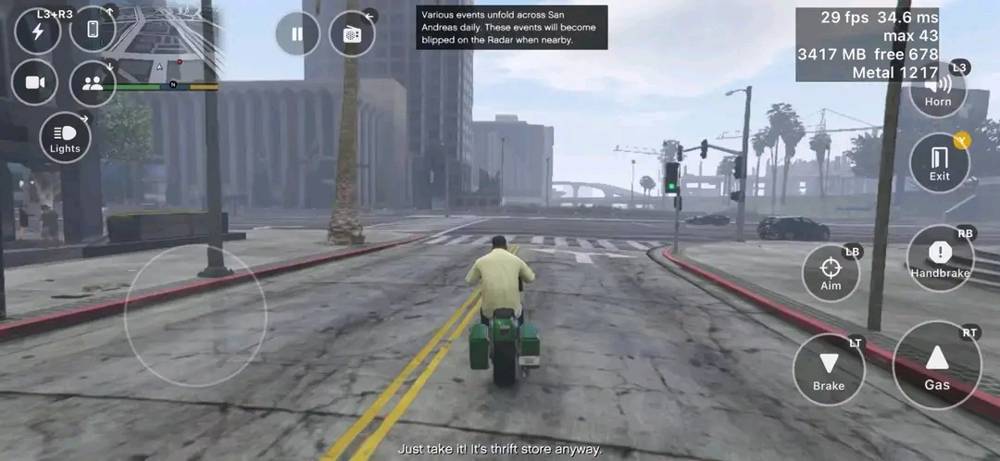 L3+R3
Various events unfold across San
Andreas daily. These events will become
blipped on the Radar when nearby.
29 fps 34.6 ms
max 43
3417 MB free 678
Metal 1217
L3
Horn
Lights
N
Y
Exit
RB
Handbrake
LB
Aim
LT
Brake
RT
Gas
Just take it! It's thrift store anyway.